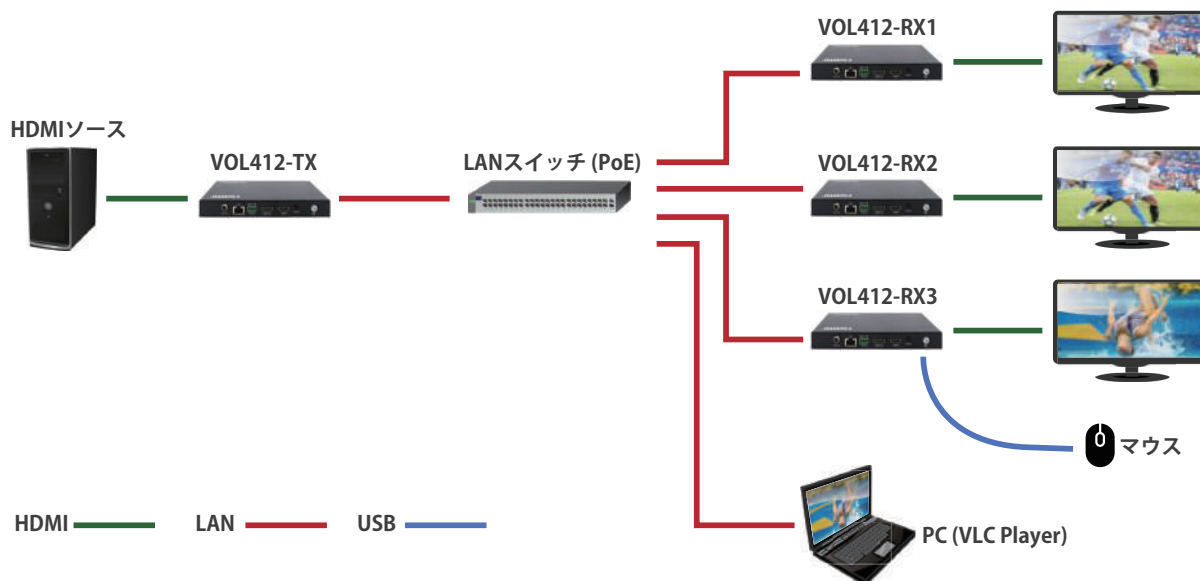 VOL412-RX1
HDMIソース
VOL412-TX
LANスイッチ (PoE)
VOL412-RX2
VOL412-RX3
マウス
HDMI
LAN
USB
PC (VLC Player)